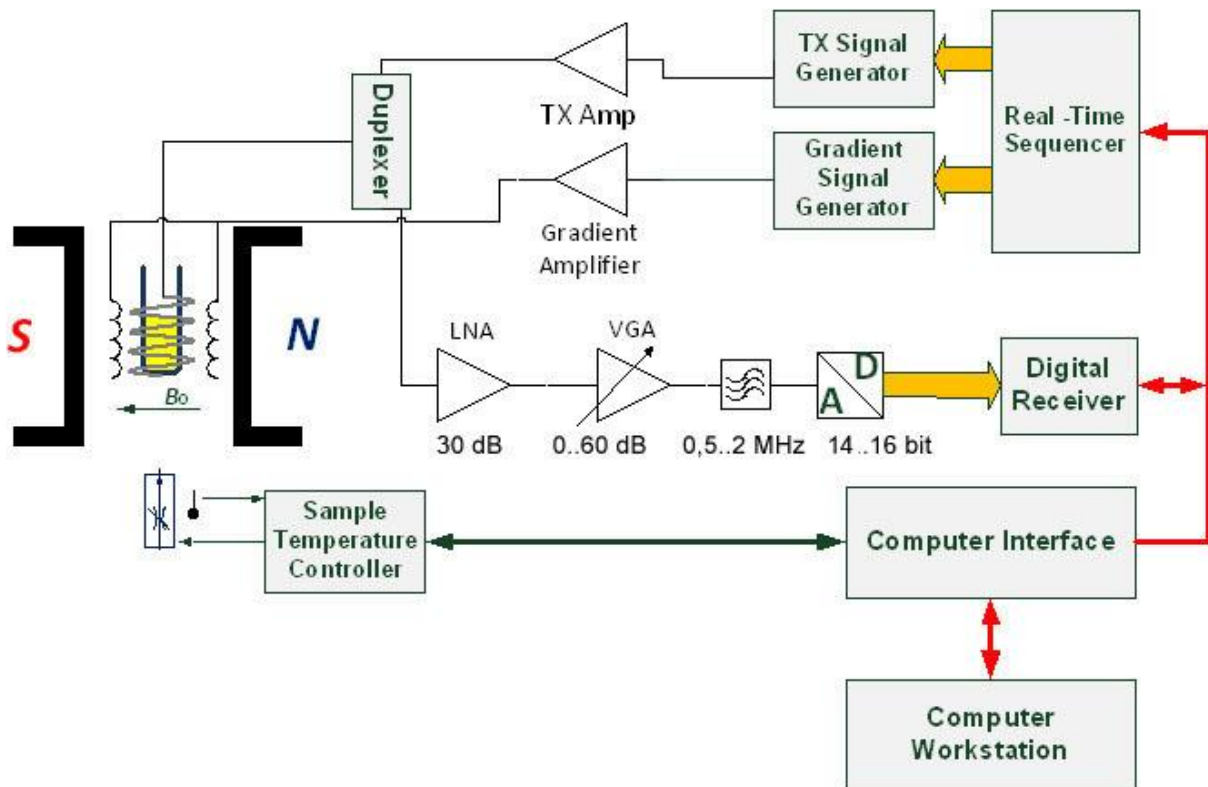 TX Signal
Generator
Real -Time
Sequencer
Duplexer
TX Amp
Gradient
Signal
Generator
Gradient
Amplifier
S
N
B0
LNA
VGA
D
A
Digital
Receiver
30 dB
0..60 dB
0,5..2 MHz
14..16 bit
Sample
Temperature
Controller
Computer Interface
Computer
Workstation